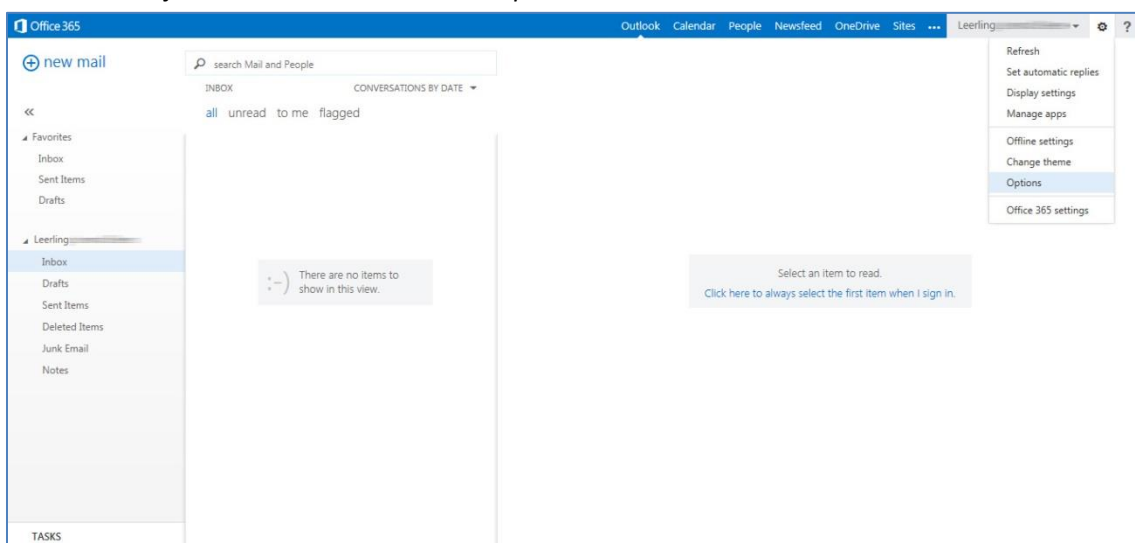 Office 365
Outlook Calendar People Newsfeed OneDrive Sites ••• Leerling ?
new mail
search Mail and People
INBOX CONVERSATIONS BY DATE
all unread to me flagged
«
Favorites
Inbox
Sent Items
Drafts
Leerling
Inbox
Drafts
Sent Items
Deleted Items
Junk Email
Notes
TASKS
:-) There are no items to
show in this view.
Select an item to read.
Click here to always select the first item when I sign in.
Refresh
Set automatic replies
Display settings
Manage apps
Offline settings
Change theme
Options
Office 365 settings